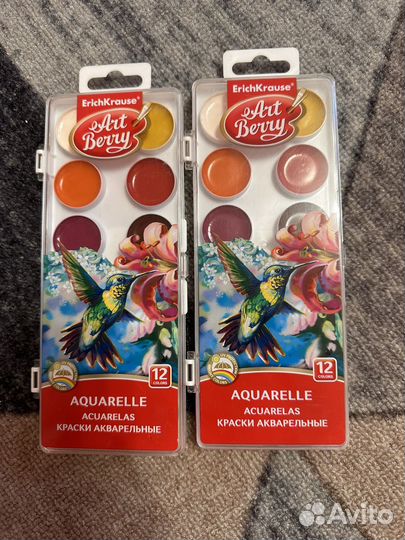 ErichKrause®
Art
Berry®
12
COLORS
AQUARELLE
ACUARELAS
КРАСКИ АКВАРЕЛЬНЫЕ
ErichKrause®
Art
Berry®
12
COLORS
AQUARELLE
ACUARELAS
КРАСКИ АКВАРЕЛЬНЫЕ
Avito